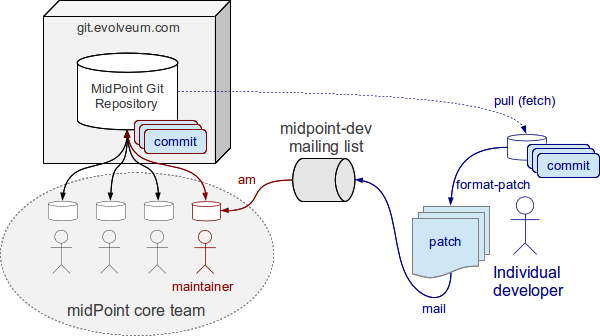 git.evolveum.com
MidPoint Git
Repository
commit
pull (fetch)
midpoint-dev
mailing list
commit
am
format-patch
patch
maintainer
Individual
developer
mail
midPoint core team